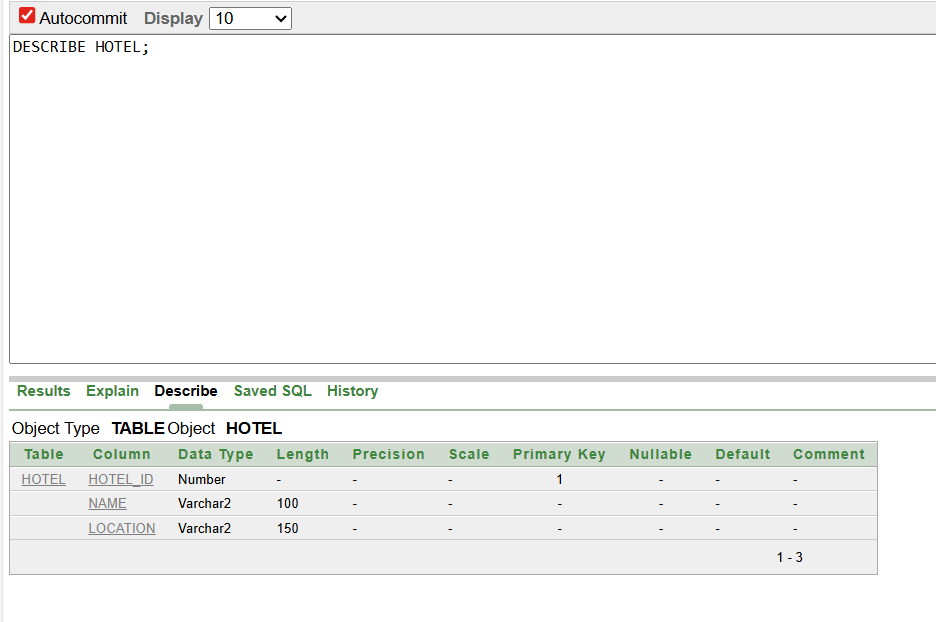 Autocommit Display 10
DESCRIBE HOTEL;
Results Explain Describe Saved SQL History
Object Type TABLE Object HOTEL
Table Column Data Type Length Precision Scale Primary Key Nullable Default Comment
HOTEL HOTEL_ID Number - - - 1 - - -
NAME Varchar2 100 - - - - - -
LOCATION Varchar2 150 - - - - - -
1 - 3